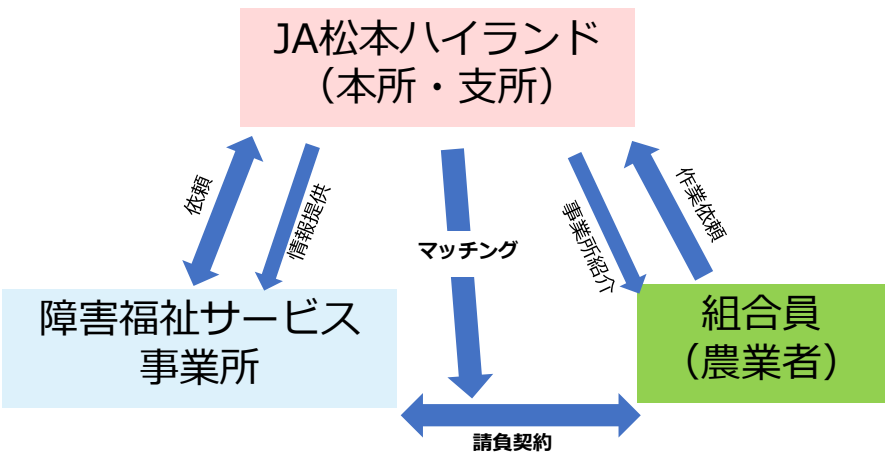 JA松本ハイランド
（本所・支所）
依頼
情報提供
マッチング
事業所紹介
作業依頼
障害福祉サービス
事業所
組合員
（農業者）
請負契約